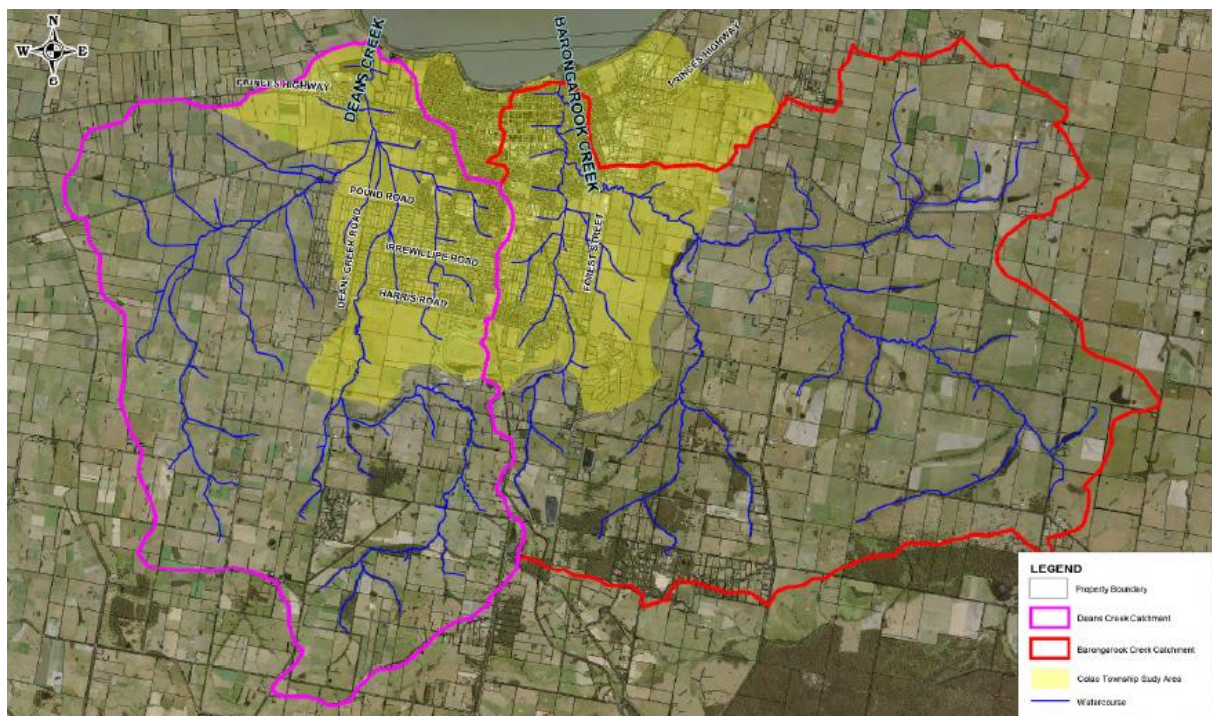 N
W E
S
DEANS CREEK
BARONGAROOK CREEK
PRINCES HIGHWAY
PRINCES HIGHWAY
POUND ROAD
DEANS CREEK ROAD
IRREWILLIPE ROAD
FOREST STREET
HARRIS ROAD
LEGEND
Property Boundary
Deans Creek Catchment
Barongarook Creek Catchment
Colac Township Study Area
Watercourse